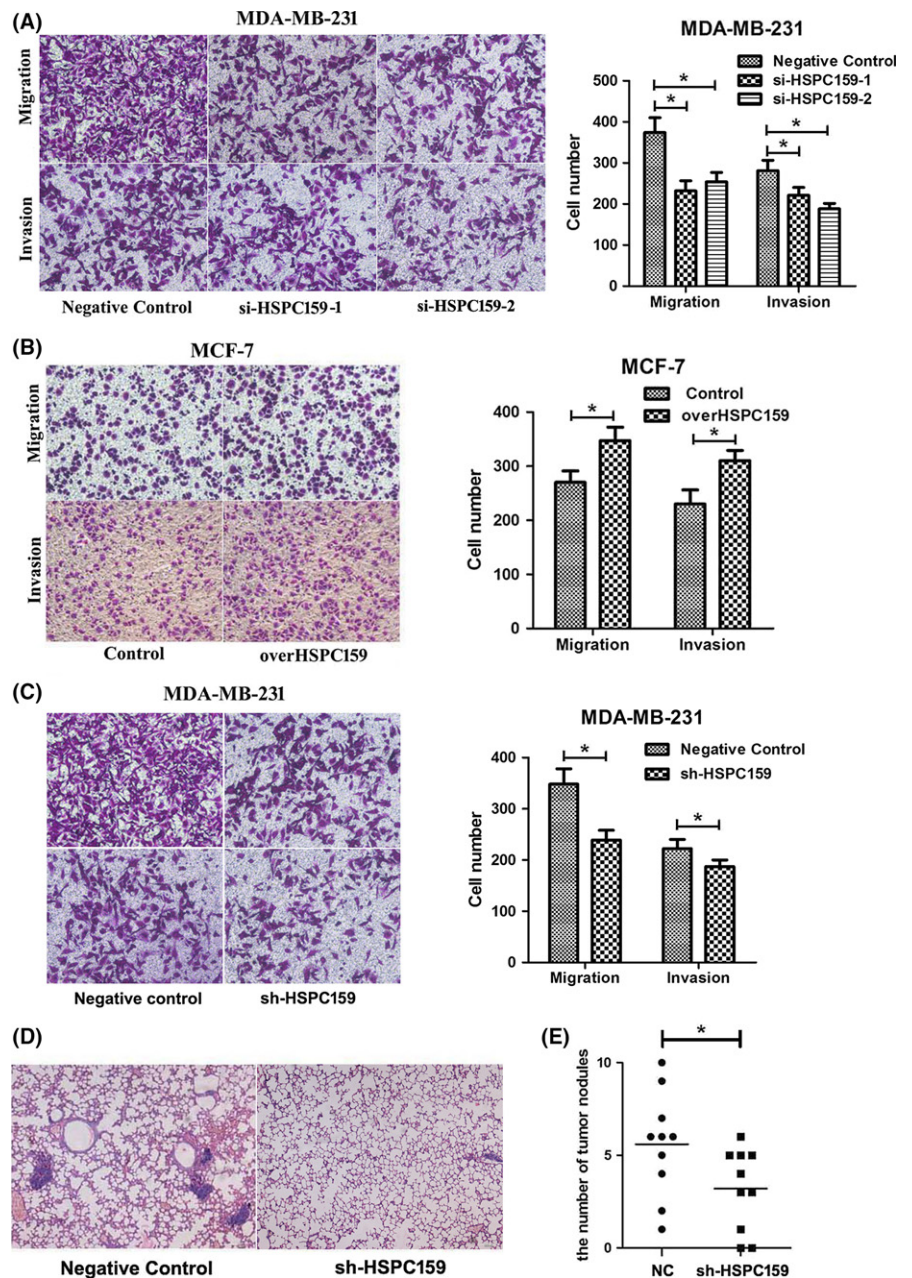 (A)
MDA-MB-231
Migration
Invasion
Negative Control
si-HSPC159-1
si-HSPC159-2
MDA-MB-231
Negative Control
si-HSPC159-1
si-HSPC159-2
Cell number
500
400
300
200
100
0
*
*
*
*
Migration
Invasion
(B)
MCF-7
Migration
Invasion
Control
overHSPC159
MCF-7
Control
overHSPC159
Cell number
400
300
200
100
0
*
*
Migration
Invasion
(C)
MDA-MB-231
Negative control
sh-HSPC159
MDA-MB-231
Negative Control
sh-HSPC159
Cell number
400
300
200
100
0
*
*
Migration
Invasion
(D)
Negative Control
sh-HSPC159
(E)
*
the number of tumor nodules
10
5
0
NC
sh-HSPC159